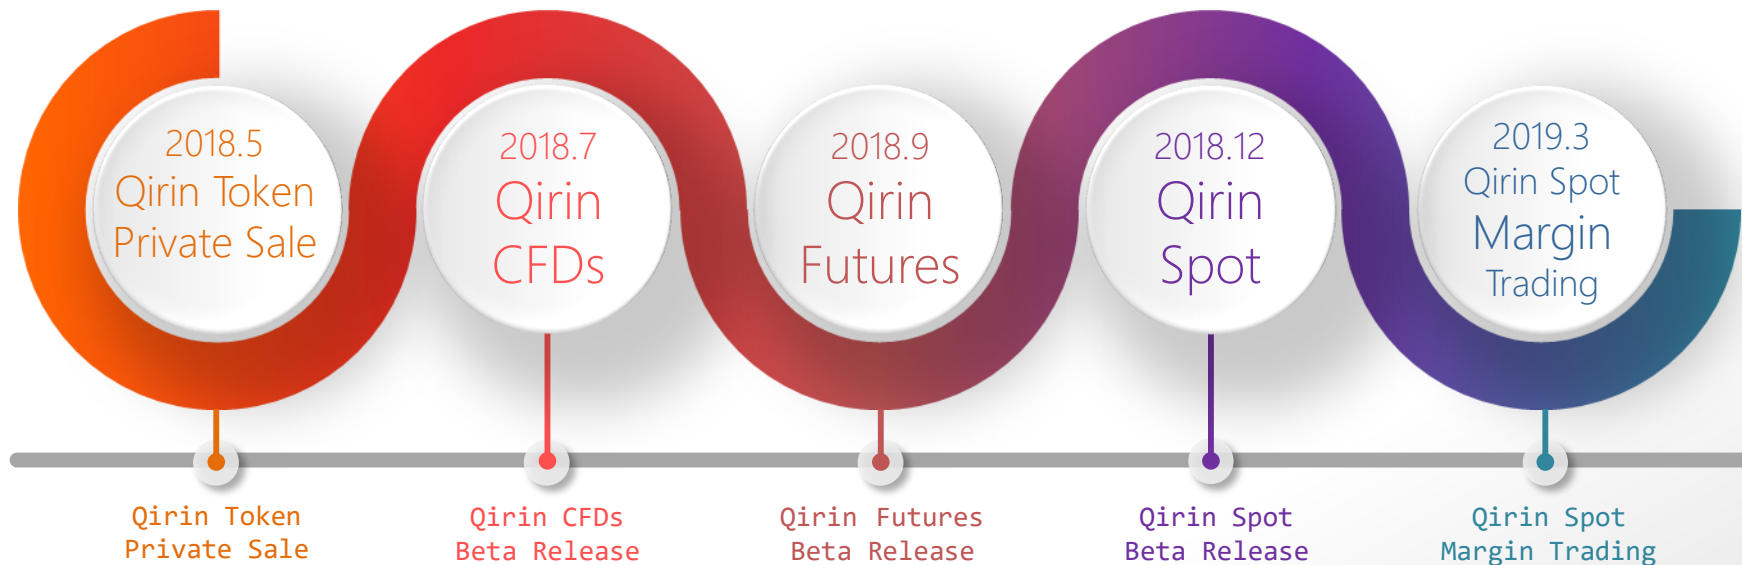 2018.5
Qirin Token
Private Sale
2018.7
Qirin
CFDs
2018.9
Qirin
Futures
2018.12
Qirin
Spot
2019.3
Qirin Spot
Margin
Trading
Qirin Token
Private Sale
Qirin CFDs
Beta Release
Qirin Futures
Beta Release
Qirin Spot
Beta Release
Qirin Spot
Margin Trading